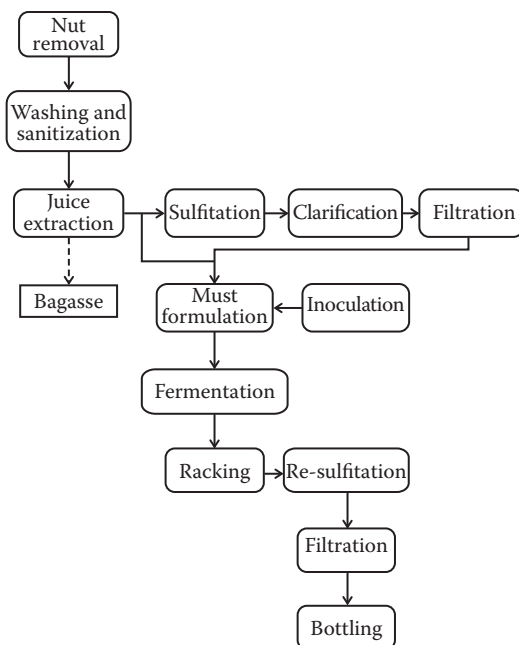 Nut
removal
Washing and
sanitization
Juice
extraction
Sulfitation
Clarification
Filtration
Bagasse
Must
formulation
Inoculation
Fermentation
Racking
Re-sulfitation
Filtration
Bottling